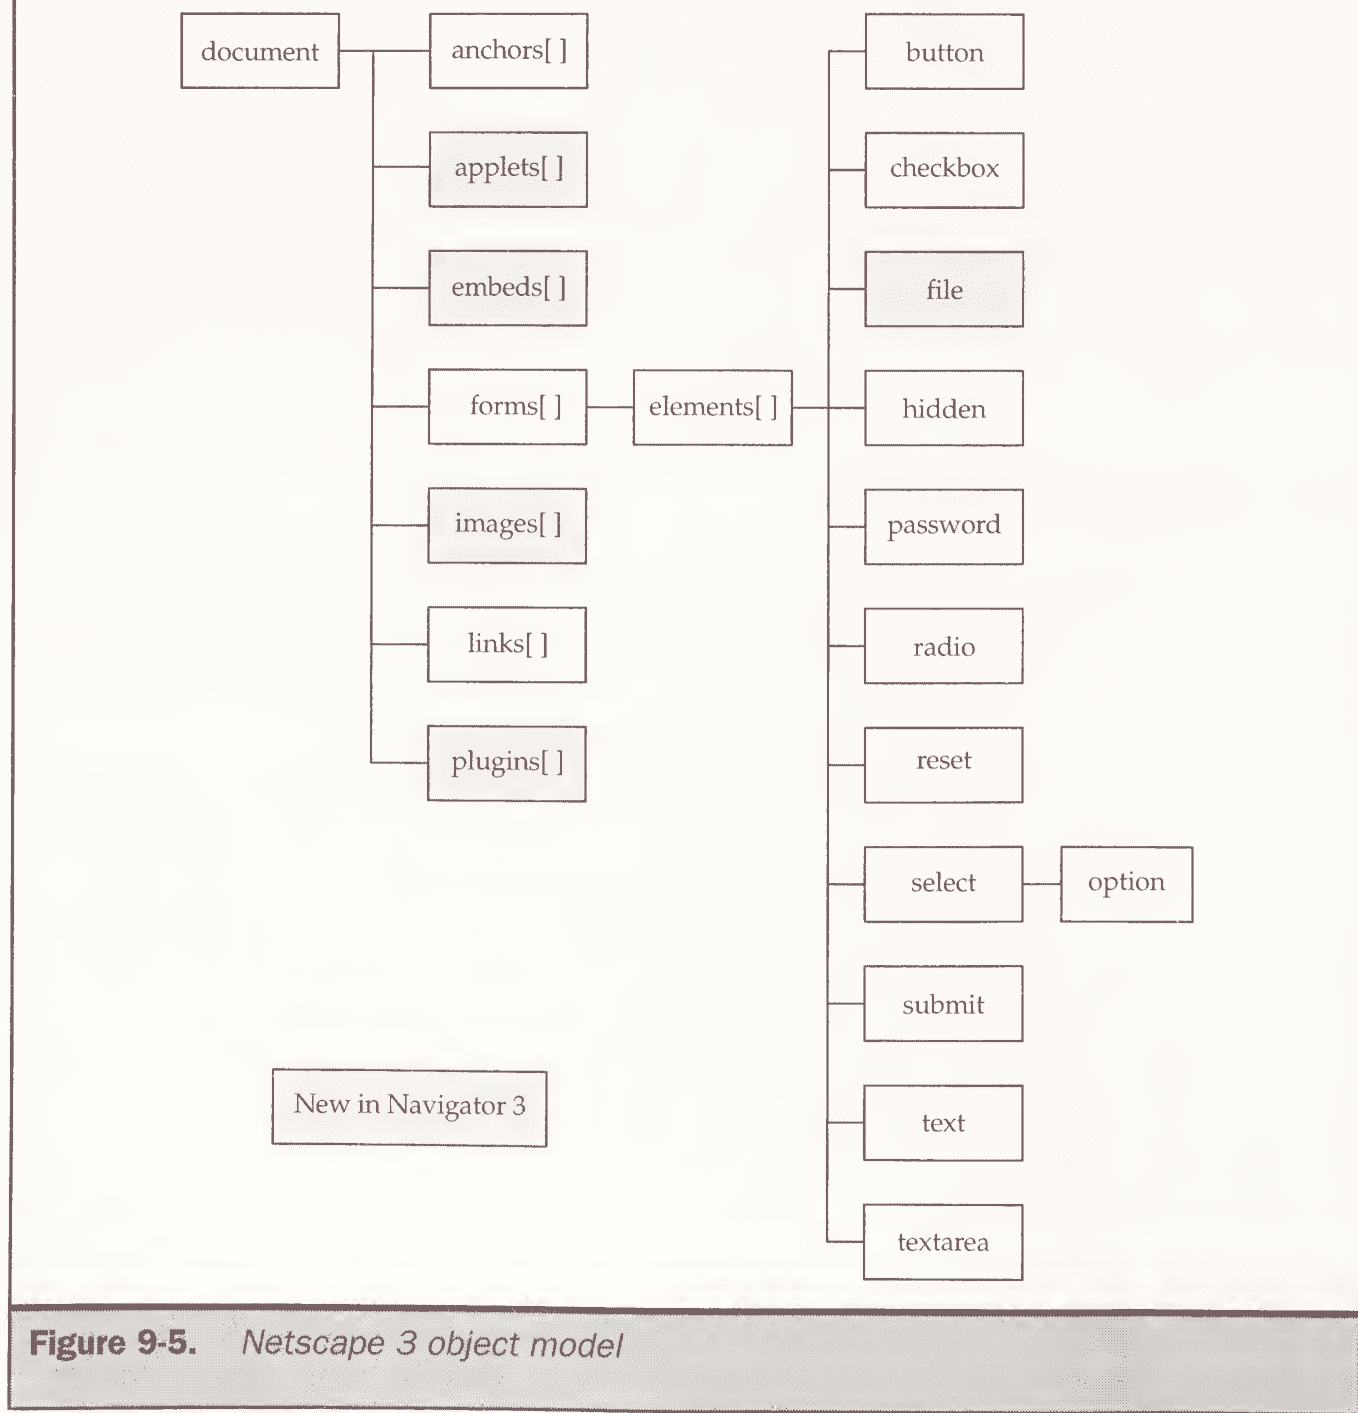 document
anchors[ ]
applets[ ]
embeds[ ]
forms[ ]
images[ ]
links[ ]
plugins[ ]
elements[ ]
button
checkbox
file
hidden
password
radio
reset
select
option
submit
text
textarea
New in Navigator 3
Figure 9-5. Netscape 3 object model